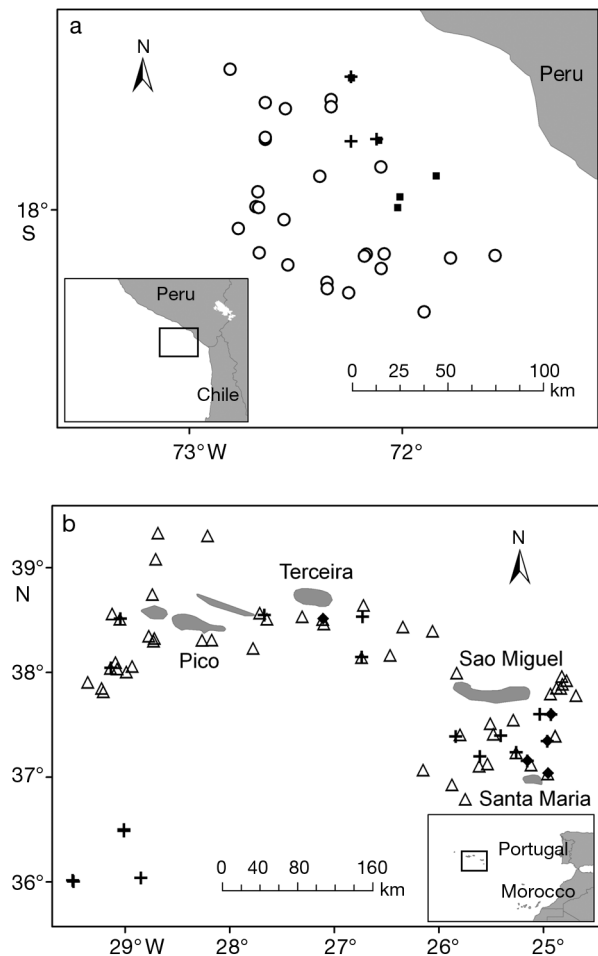 a
N
Peru
18°
S
Peru
Chile
0 25 50 100
km
73°W 72°
b
N
39°
N
Terceira
Pico
Sao Miguel
38°
37°
Santa Maria
0 40 80 160
km
Portugal
Morocco
36°
29°W 28° 27° 26° 25°